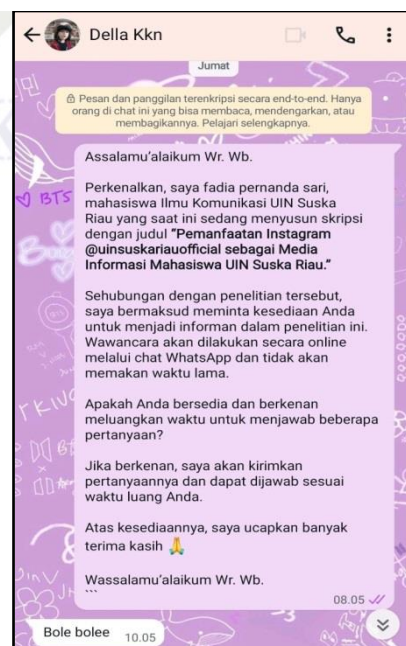 Della Kkn
Jumat
Pesan dan panggilan terenkripsi secara end-to-end. Hanya
orang di chat ini yang bisa membaca, mendengarkan, atau
membagikannya. Pelajari selengkapnya.
Assalamu'alaikum Wr. Wb.
Perkenalkan, saya fadia pernanda sari,
mahasiswa Ilmu Komunikasi UIN Suska
Riau yang saat ini sedang menyusun skripsi
dengan judul "Pemanfaatan Instagram
@uinsuskariauofficial sebagai Media
Informasi Mahasiswa UIN Suska Riau."
Sehubungan dengan penelitian tersebut,
saya bermaksud meminta kesediaan Anda
untuk menjadi informan dalam penelitian ini.
Wawancara akan dilakukan secara online
melalui chat WhatsApp dan tidak akan
memakan waktu lama.
Apakah Anda bersedia dan berkenan
meluangkan waktu untuk menjawab beberapa
pertanyaan?
Jika berkenan, saya akan kirimkan
pertanyaannya dan dapat dijawab sesuai
waktu luang Anda.
Atas kesediaannya, saya ucapkan banyak
terima kasih 🙏
Wassalamu'alaikum Wr. Wb.
```
08.05
Bole bolee 10.05
BTS